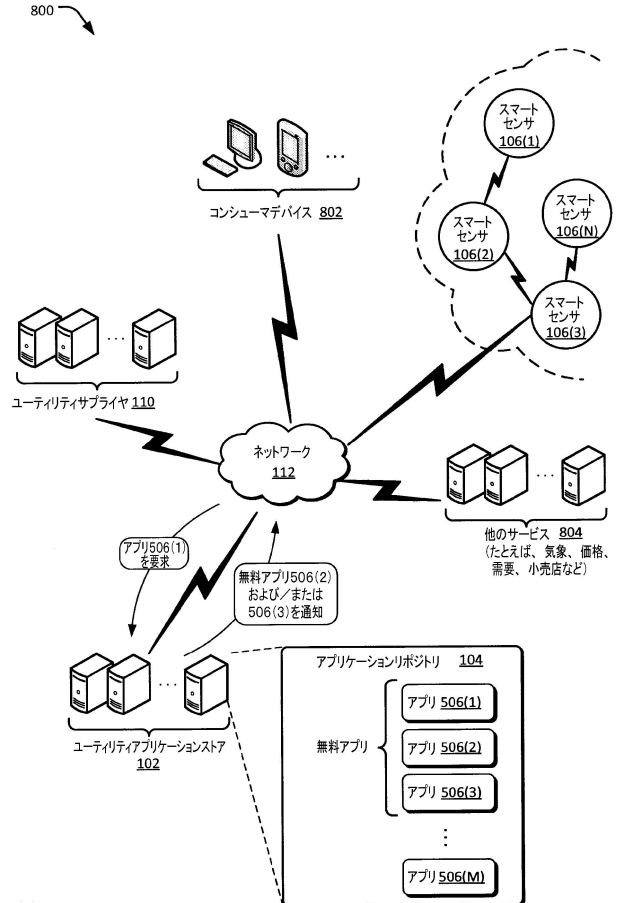 800
スマート
センサ
106(1)
スマート
センサ
106(2)
スマート
センサ
106(N)
スマート
センサ
106(3)
…
コンシューマデバイス 802
…
ユーティリティサプライヤ 110
ネットワーク
112
…
他のサービス 804
(たとえば、気象、価格、
需要、小売店など)
アプリ506(1)
を要求
無料アプリ506(2)
および/または
506(3)を通知
…
ユーティリティアプリケーションストア
102
アプリケーションリポジトリ 104
無料アプリ
アプリ 506(1)
アプリ 506(2)
アプリ 506(3)
⋮
アプリ 506(M)